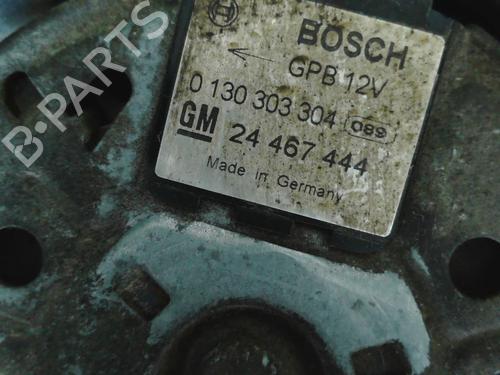 BOSCH
GPB 12V
0 130 303 304 089
GM 24 467 444
Made in Germany
B-PARTS